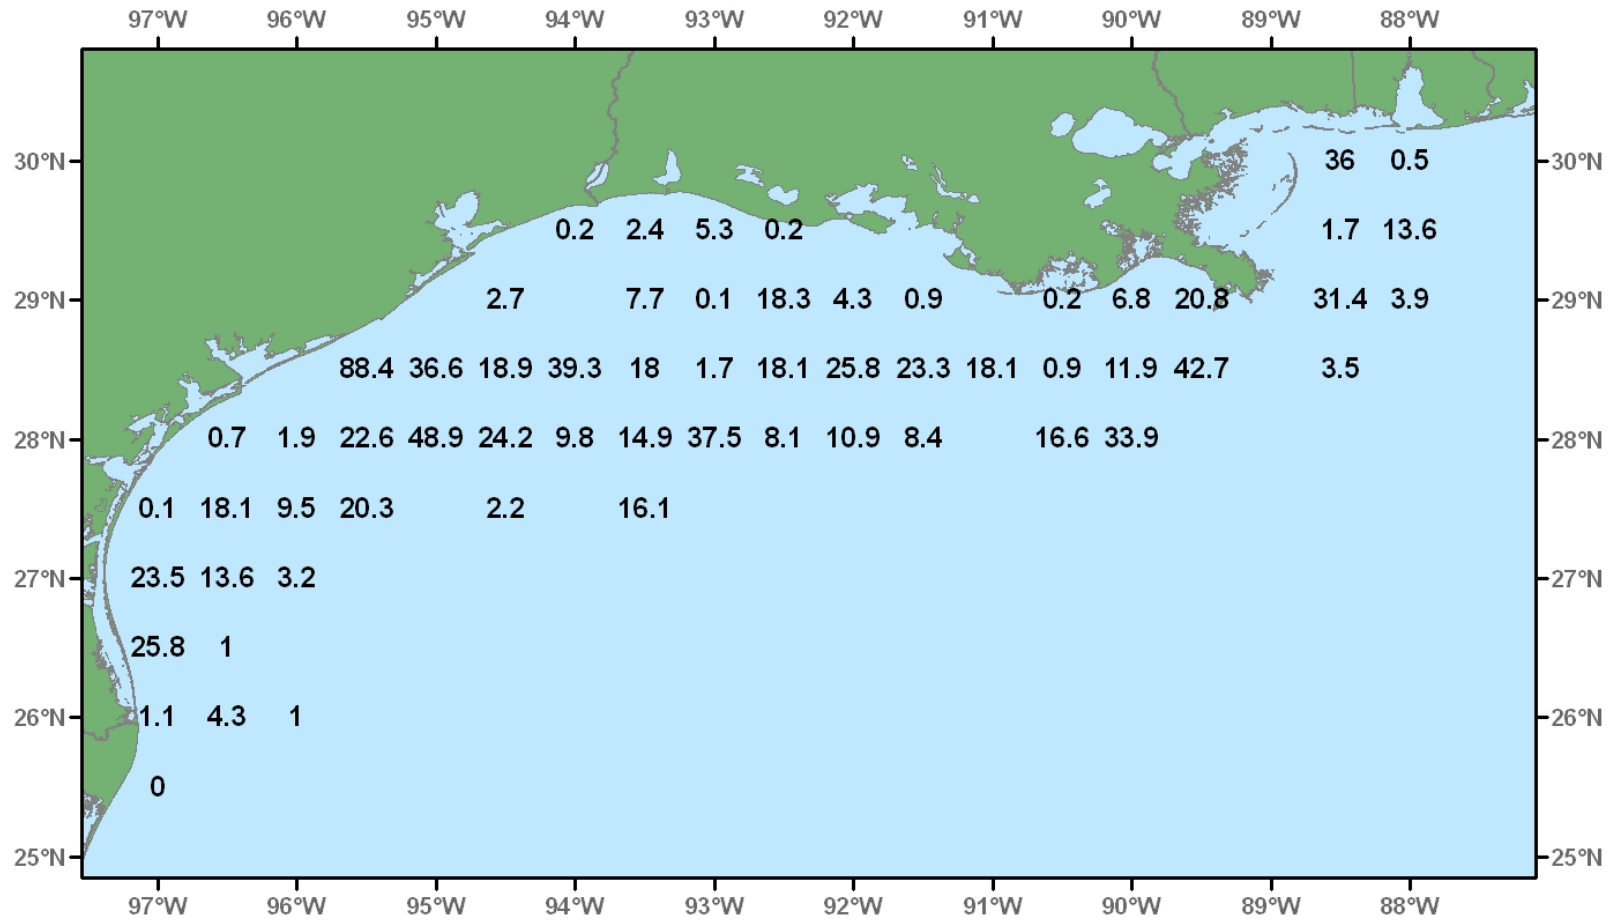 97°W 96°W 95°W 94°W 93°W 92°W 91°W 90°W 89°W 88°W
30°N 36 0.5 30°N
0.2 2.4 5.3 0.2 1.7 13.6
29°N 2.7 7.7 0.1 18.3 4.3 0.9 0.2 6.8 20.8 31.4 3.9 29°N
88.4 36.6 18.9 39.3 18 1.7 18.1 25.8 23.3 18.1 0.9 11.9 42.7 3.5
28°N 0.7 1.9 22.6 48.9 24.2 9.8 14.9 37.5 8.1 10.9 8.4 16.6 33.9 28°N
0.1 18.1 9.5 20.3 2.2 16.1
27°N 23.5 13.6 3.2 27°N
25.8 1
26°N 1.1 4.3 1 26°N
0
25°N 25°N
97°W 96°W 95°W 94°W 93°W 92°W 91°W 90°W 89°W 88°W